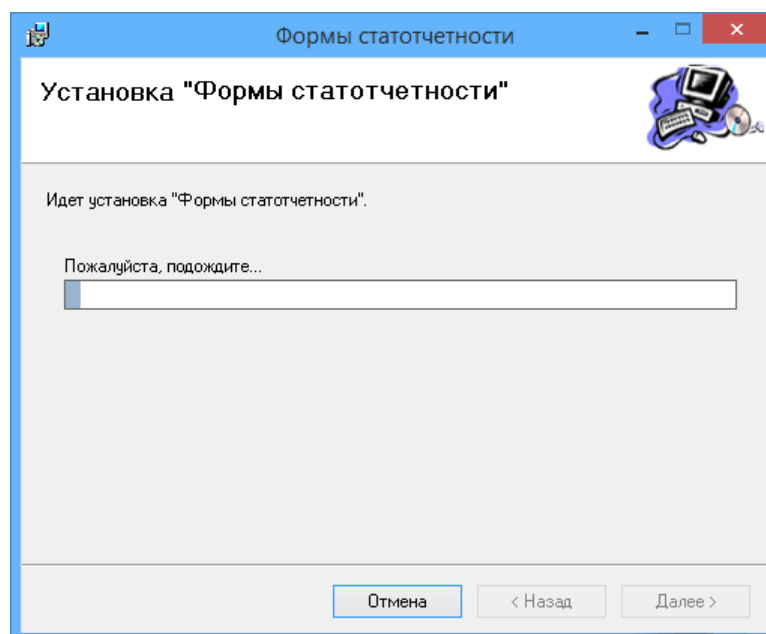 Формы статотчетности
Установка "Формы статотчетности"
Идет установка "Формы статотчетности".
Пожалуйста, подождите...
Отмена
< Назад
Далее >